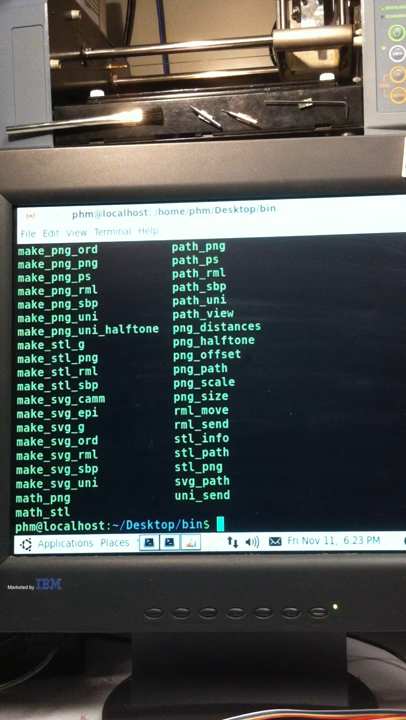 phm@localhost: /home/phm/Desktop/bin
File Edit View Terminal Help
make_png_ord path_png
make_png_png path_ps
make_png_ps path_rml
make_png_rml path_sbp
make_png_sbp path_uni
make_png_uni path_view
make_png_uni_halftone png_distances
make_stl_g png_halftone
make_stl_png png_offset
make_stl_rml png_path
make_stl_sbp png_scale
make_svg_camm png_size
make_svg_epi rml_move
make_svg_g rml_send
make_svg_ord stl_info
make_svg_rml stl_path
make_svg_sbp stl_png
make_svg_uni svg_path
math_png uni_send
math_stl
phm@localhost:~/Desktop/bin$
Applications Places Fri Nov 11, 6:23 PM
Marketed by IBM